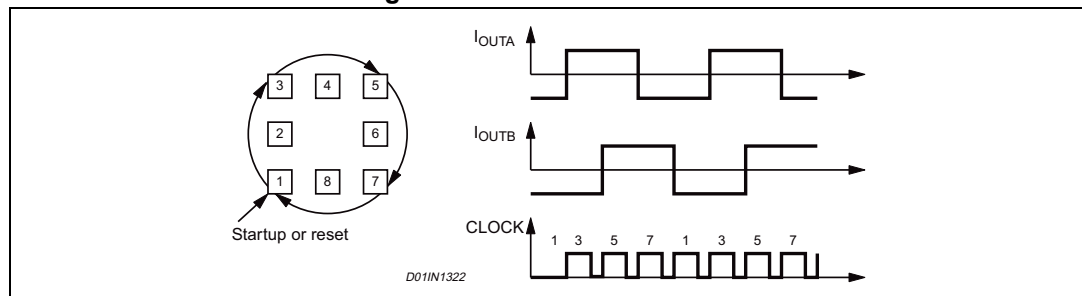 g
3 4 5
2 6
1 8 7
Startup or reset
IOUTA
IOUTB
CLOCK
1 3 5 7 1 3 5 7
D01IN1322